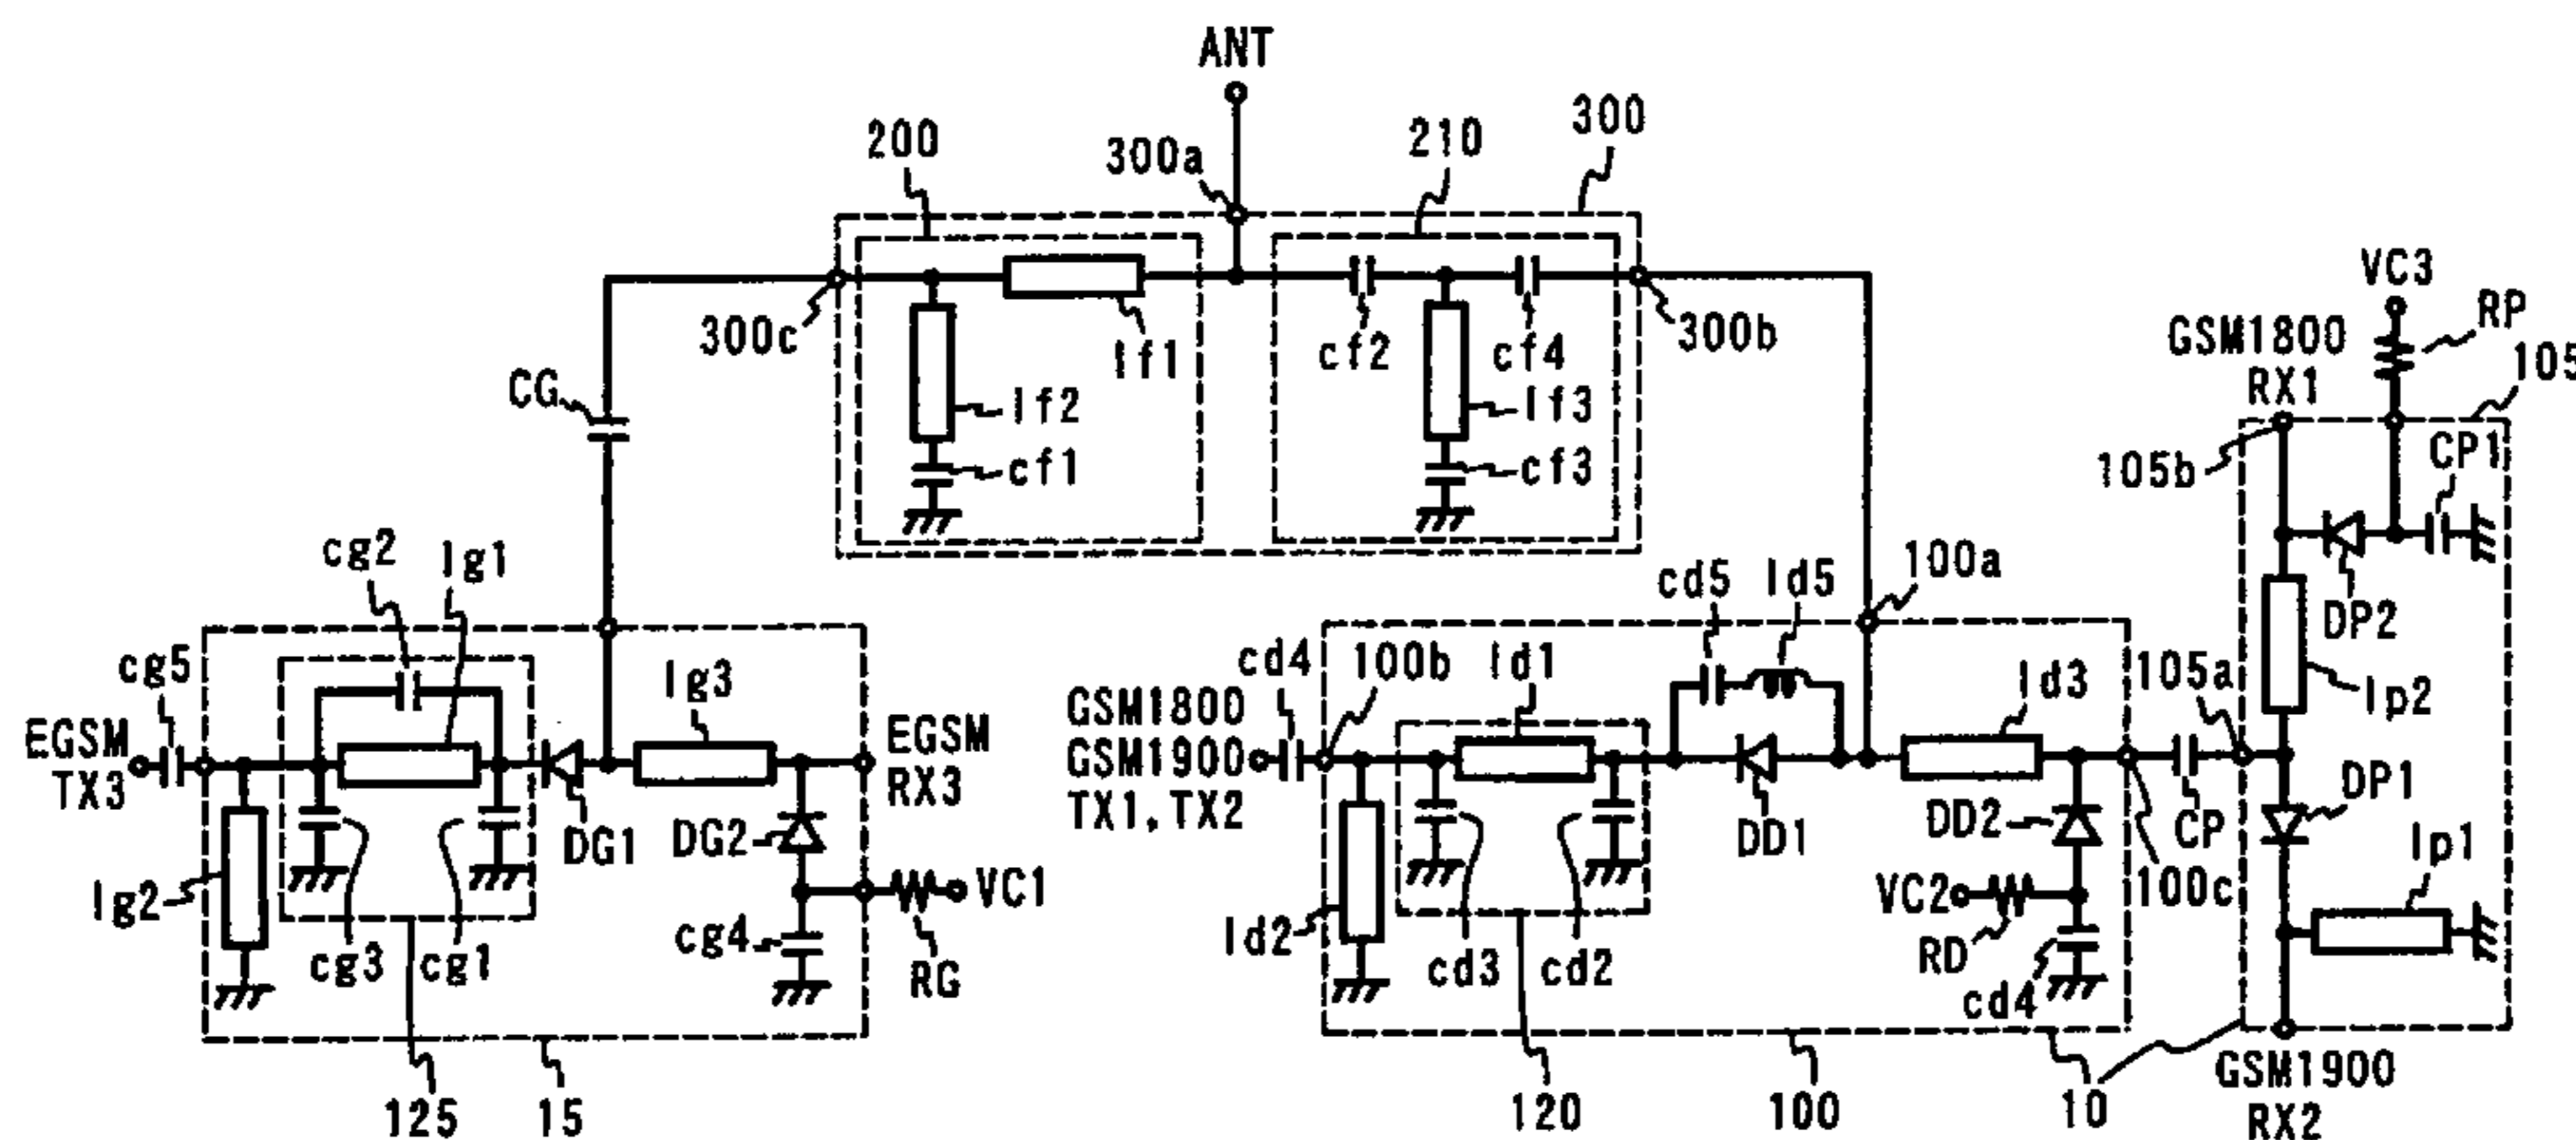 ANT
200
300a
210
300
300c
lf1
cf2
cf4
300b
VC3
RP
GSM1800
RX1
105
CG
lf2
lf3
cf1
cf3
105b
CP1
DP2
lp2
cg2
lg1
cd5
ld5
100a
cg5
lg3
cd4
100b
ld1
ld3
105a
EGSM
TX3
EGSM
RX3
GSM1800
GSM1900
TX1, TX2
DG1
DG2
DD1
DD2
CP
DP1
lp1
lg2
VC1
VC2
100c
cg3
cg1
cg4
RG
ld2
cd3
cd2
RD
cd4
125
15
120
100
10
GSM1900
RX2